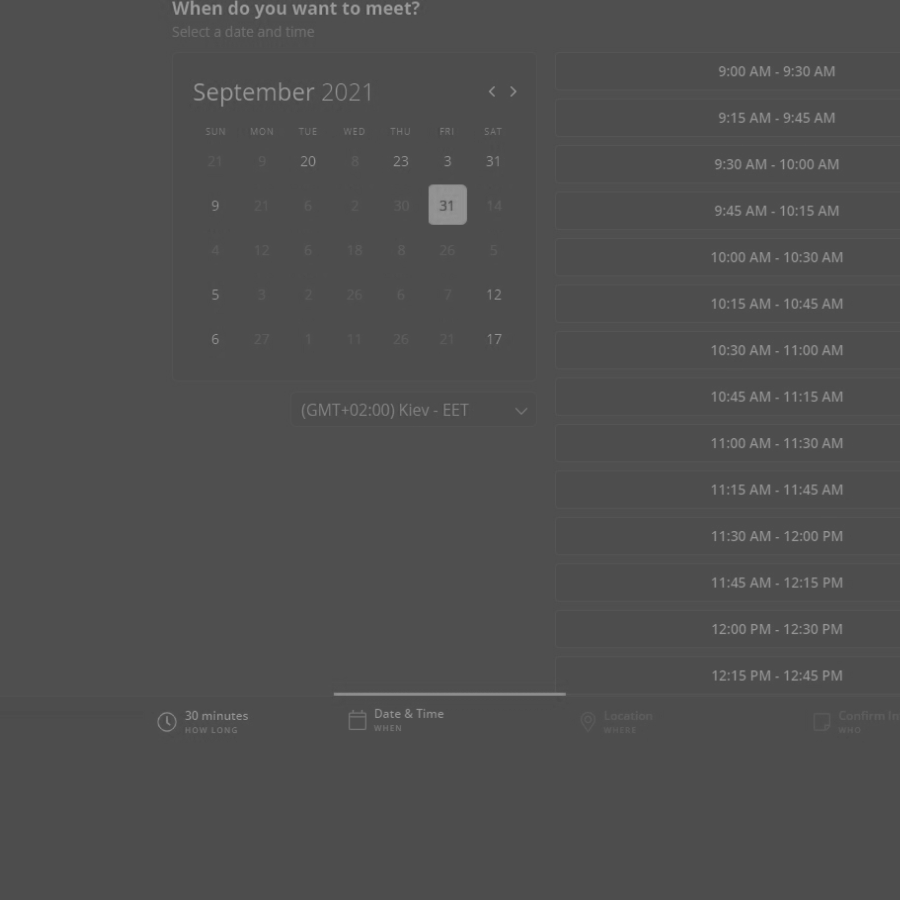 When do you want to meet?
Select a date and time
September 2021
SUN MON TUE WED THU FRI SAT
21 9 20 8 23 3 31
9 21 6 2 30 31 14
4 12 6 18 8 26 5
5 3 2 26 6 7 12
6 27 1 11 26 21 17
(GMT+02:00) Kiev - EET
9:00 AM - 9:30 AM
9:15 AM - 9:45 AM
9:30 AM - 10:00 AM
9:45 AM - 10:15 AM
10:00 AM - 10:30 AM
10:15 AM - 10:45 AM
10:30 AM - 11:00 AM
10:45 AM - 11:15 AM
11:00 AM - 11:30 AM
11:15 AM - 11:45 AM
11:30 AM - 12:00 PM
11:45 AM - 12:15 PM
12:00 PM - 12:30 PM
12:15 PM - 12:45 PM
30 minutes
HOW LONG
Date & Time
WHEN
Location
WHERE
Confirm In
WHO